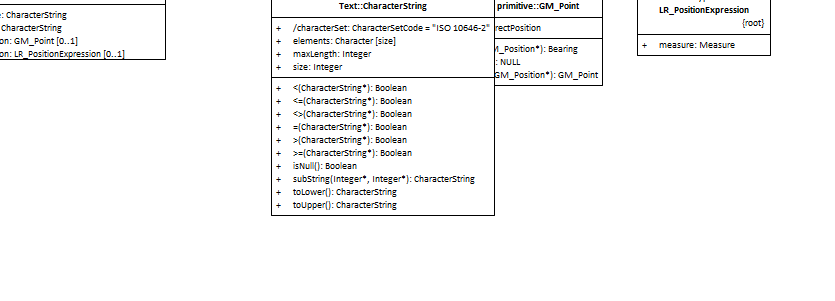 : CharacterString
CharacterString
on: GM_Point [0..1]
on: LR_PositionExpression [0..1]
Text::CharacterString
+ /characterSet: CharacterSetCode = "ISO 10646-2"
+ elements: Character [size]
+ maxLength: Integer
+ size: Integer
+ <(CharacterString*): Boolean
+ <=(CharacterString*): Boolean
+ <>(CharacterString*): Boolean
+ =(CharacterString*): Boolean
+ >(CharacterString*): Boolean
+ >=(CharacterString*): Boolean
+ isNull(): Boolean
+ subString(Integer*, Integer*): CharacterString
+ toLower(): CharacterString
+ toUpper(): CharacterString
primitive::GM_Point
rectPosition
M_Position*): Bearing
: NULL
GM_Position*): GM_Point
LR_PositionExpression
{root}
+ measure: Measure